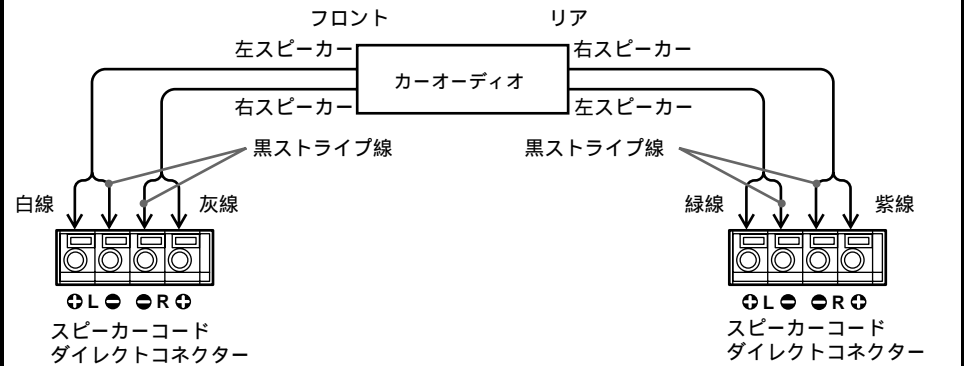 フロント
リア
左スピーカー
右スピーカー
カーオーディオ
右スピーカー
左スピーカー
黒ストライプ線
黒ストライプ線
白線
灰線
緑線
紫線
⊕L⊖ ⊖R⊕
⊕L⊖ ⊖R⊕
スピーカーコード
ダイレクトコネクター
スピーカーコード
ダイレクトコネクター